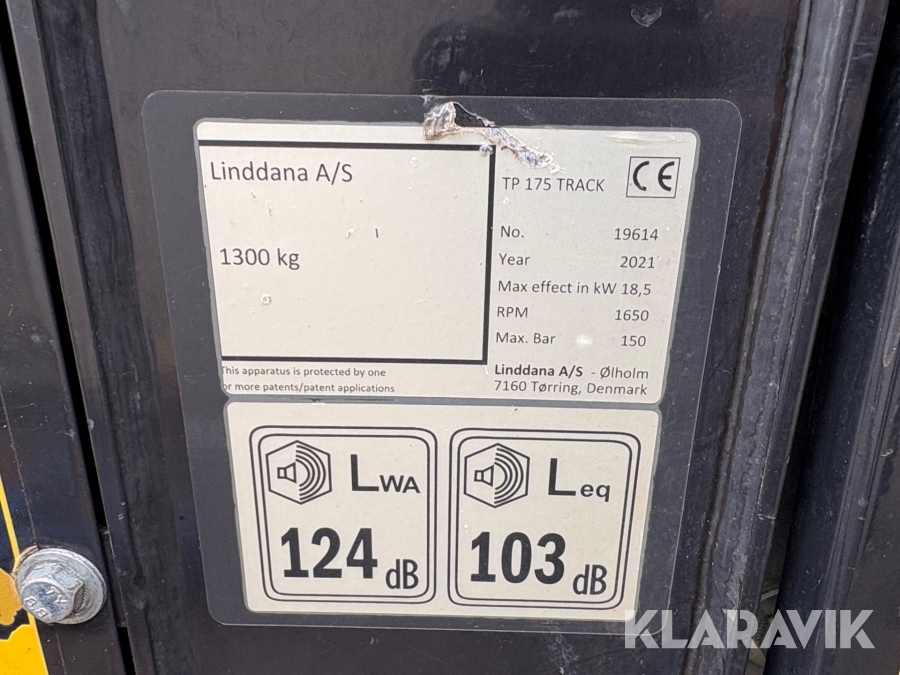 Linddana A/S
1300 kg
This apparatus is protected by one
or more patents/patent applications
TP 175 TRACK CE
No. 19614
Year 2021
Max effect in kW 18,5
RPM 1650
Max. Bar 150
Linddana A/S - Ølholm
7160 Tørring, Denmark
LWA
124 dB
Leq
103 dB
KLARAVIK